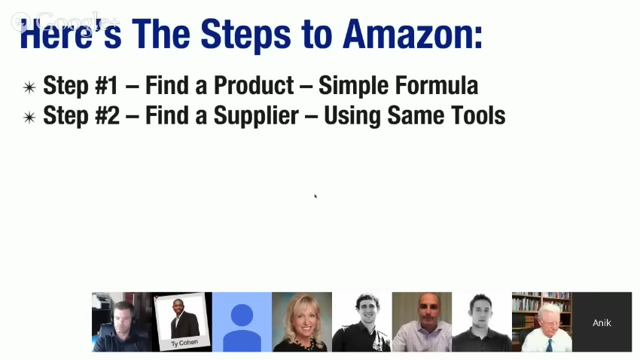 Google+
Here's The Steps to Amazon:
✴ Step #1 – Find a Product – Simple Formula
✴ Step #2 – Find a Supplier – Using Same Tools
Ty Cohen
Anik